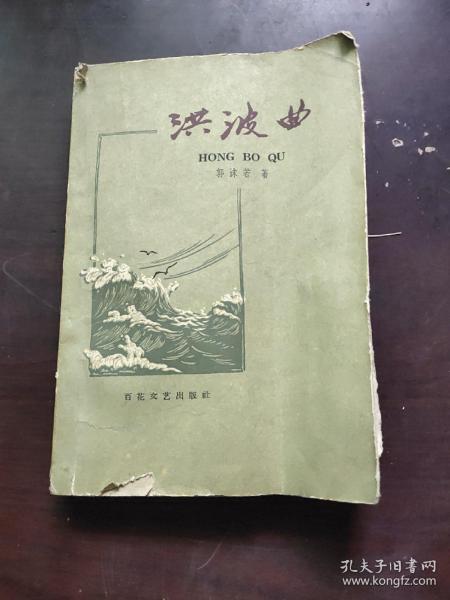 洪波曲
HONG BO QU
郭沫若 著
百花文艺出版社
孔夫子旧书网
www.kongfz.com